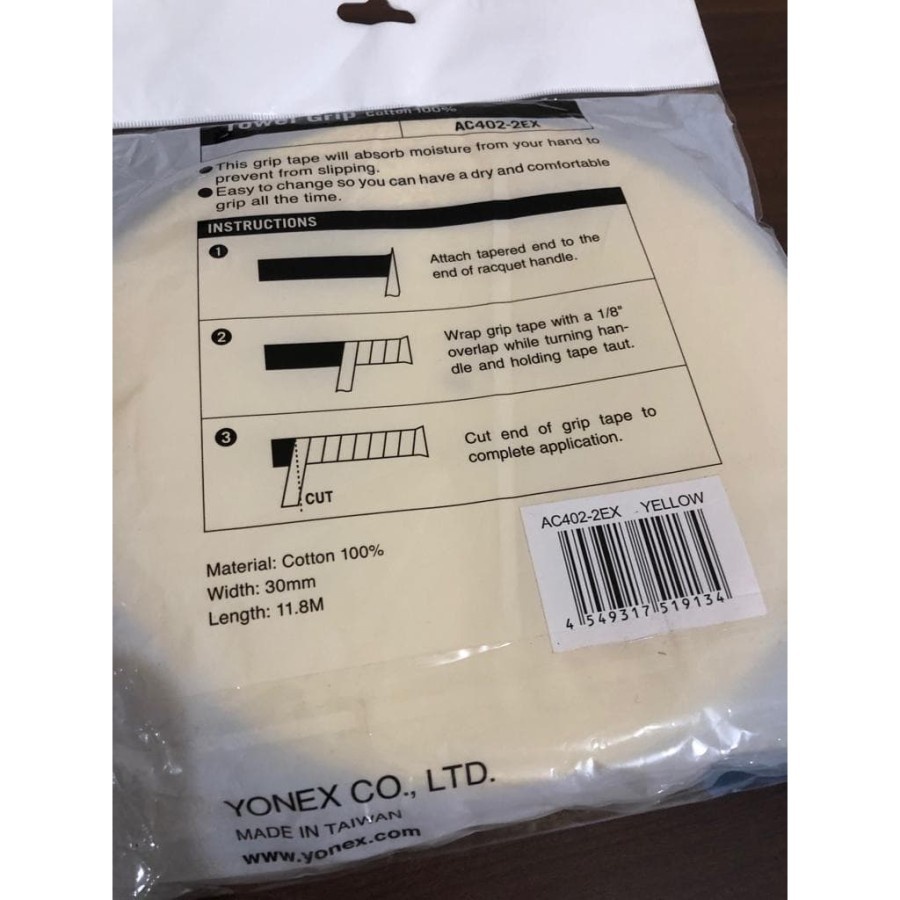 Towel Grip Cotton 100%
AC402-2EX
● This grip tape will absorb moisture from your hand to
prevent from slipping.
● Easy to change so you can have a dry and comfortable
grip all the time.
INSTRUCTIONS
1
Attach tapered end to the
end of racquet handle.
2
Wrap grip tape with a 1/8"
overlap while turning han-
dle and holding tape taut.
3
Cut end of grip tape to
complete application.
CUT
Material: Cotton 100%
Width: 30mm
Length: 11.8M
AC402-2EX YELLOW
4 549317 519134
YONEX CO., LTD.
MADE IN TAIWAN
www.yonex.com